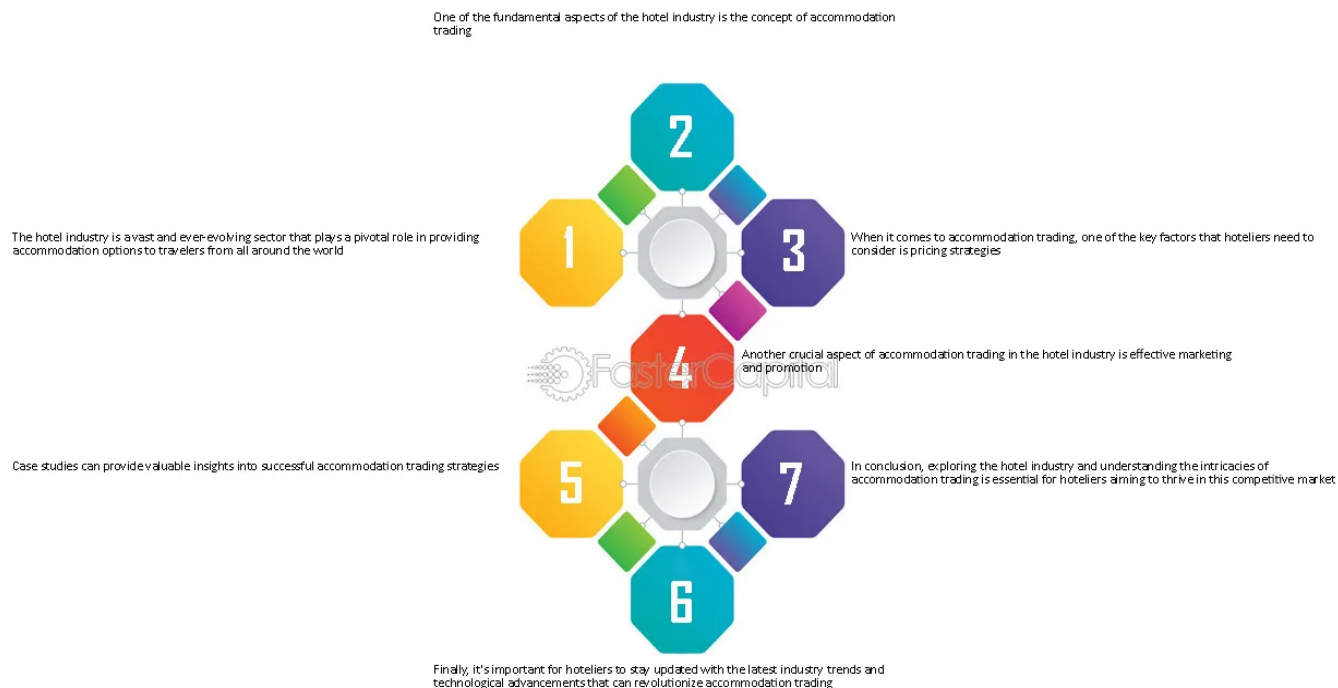 One of the fundamental aspects of the hotel industry is the concept of accommodation
trading
2
1
The hotel industry is a vast and ever-evolving sector that plays a pivotal role in providing
accommodation options to travelers from all around the world
3
When it comes to accommodation trading, one of the key factors that hoteliers need to
consider is pricing strategies
4
Another crucial aspect of accommodation trading in the hotel industry is effective marketing
and promotion
FasterCapital
5
Case studies can provide valuable insights into successful accommodation trading strategies
7
In conclusion, exploring the hotel industry and understanding the intricacies of
accommodation trading is essential for hoteliers aiming to thrive in this competitive market
6
Finally, it's important for hoteliers to stay updated with the latest industry trends and
technological advancements that can revolutionize accommodation trading